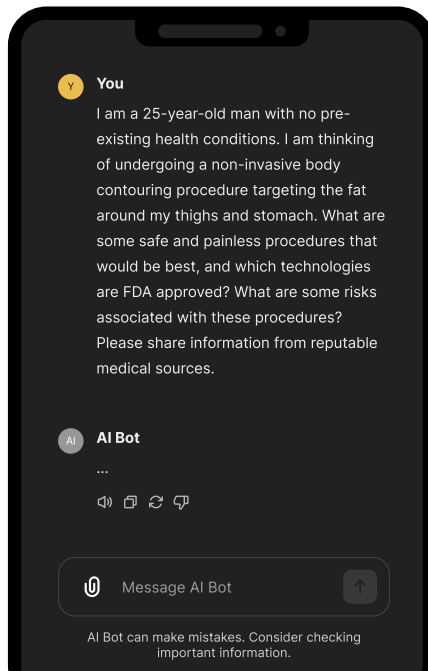 Y
You
I am a 25-year-old man with no pre-
existing health conditions. I am thinking
of undergoing a non-invasive body
contouring procedure targeting the fat
around my thighs and stomach. What are
some safe and painless procedures that
would be best, and which technologies
are FDA approved? What are some risks
associated with these procedures?
Please share information from reputable
medical sources.
AI
AI Bot
...
Message AI Bot
AI Bot can make mistakes. Consider checking
important information.